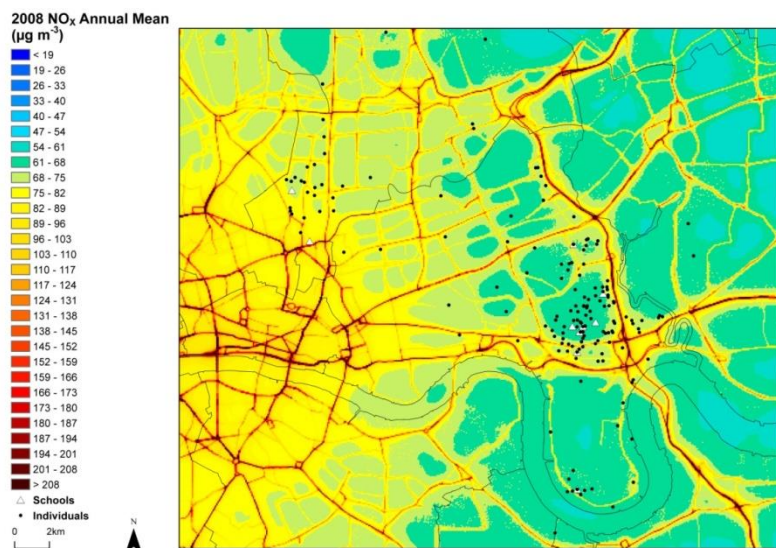 2008 NOX Annual Mean
(µg m-3)
< 19
19 - 26
26 - 33
33 - 40
40 - 47
47 - 54
54 - 61
61 - 68
68 - 75
75 - 82
82 - 89
89 - 96
96 - 103
103 - 110
110 - 117
117 - 124
124 - 131
131 - 138
138 - 145
145 - 152
152 - 159
159 - 166
166 - 173
173 - 180
180 - 187
187 - 194
194 - 201
201 - 208
> 208
Schools
Individuals
0 2km
N